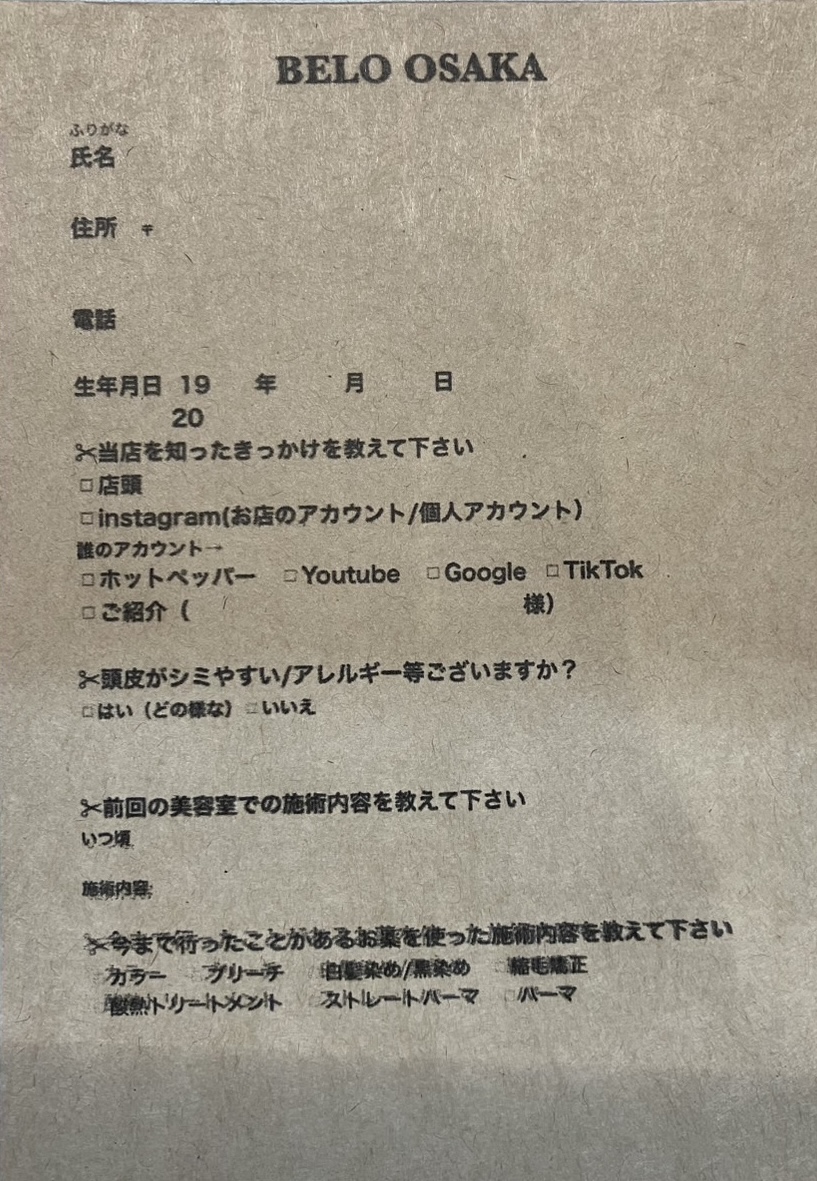 BELO OSAKA
ふりがな
氏名
住所 〒
電話
生年月日 19 年 月 日
20
✂当店を知ったきっかけを教えて下さい
□店頭
□instagram(お店のアカウント/個人アカウント）
誰のアカウント→
□ホットペッパー □Youtube □Google □TikTok
□ご紹介（ 様）
✂頭皮がシミやすい/アレルギー等ございますか？
□はい（どの様な） □いいえ
✂前回の美容室での施術内容を教えて下さい
いつ頃
施術内容:
✂今まで行ったことがあるお薬を使った施術内容を教えて下さい
□カラー □ブリーチ □白髪染め/黒染め □縮毛矯正
□酸熱トリートメント □ストレートパーマ □パーマ